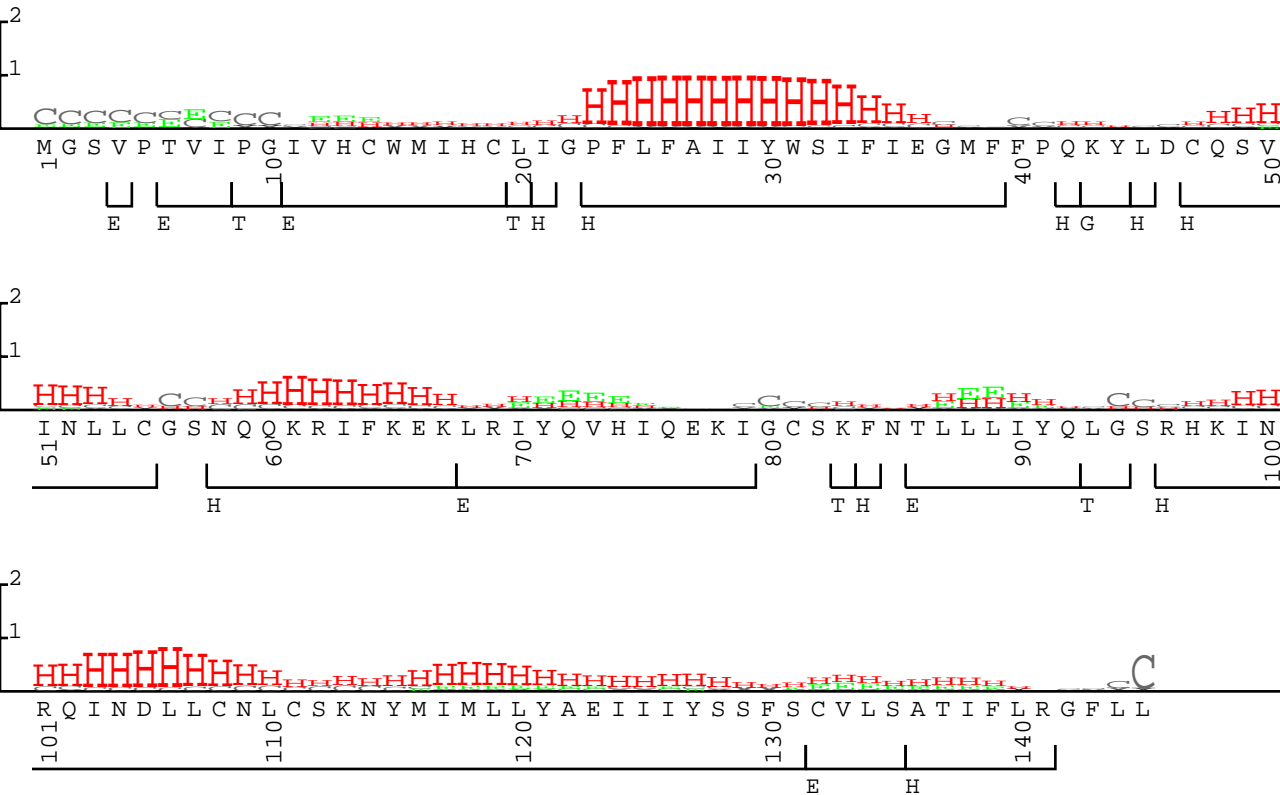 2
1
C C C C C C E C C C E E E H H H H H H H H H H H H H H H C C H H H
M G S V P T V I P G I V H C W M I H C L I G P F L F A I I Y W S I F I E G M F F P Q K Y L D C Q S V
1 10 20 30 40 50
E E T E T H H H G H H
2
1
H H H H C C H H H H H H H H H H H E E E E C C H E E H H C C H H
I N L L C G S N Q Q K R I F K E K L R I Y Q V H I Q E K I G C S K F N T L L L I Y Q L G S R H K I N
51 60 70 80 90 100
H E T H E T H
2
1
H H H H H H H H H H H H H H H H H H H H H H H H H H H H H H H H H H H H H C C
R Q I N D L L C N L C S K N Y M I M L L Y A E I I I Y S S F S C V L S A T I F L R G F L L
101 110 120 130 140
E H